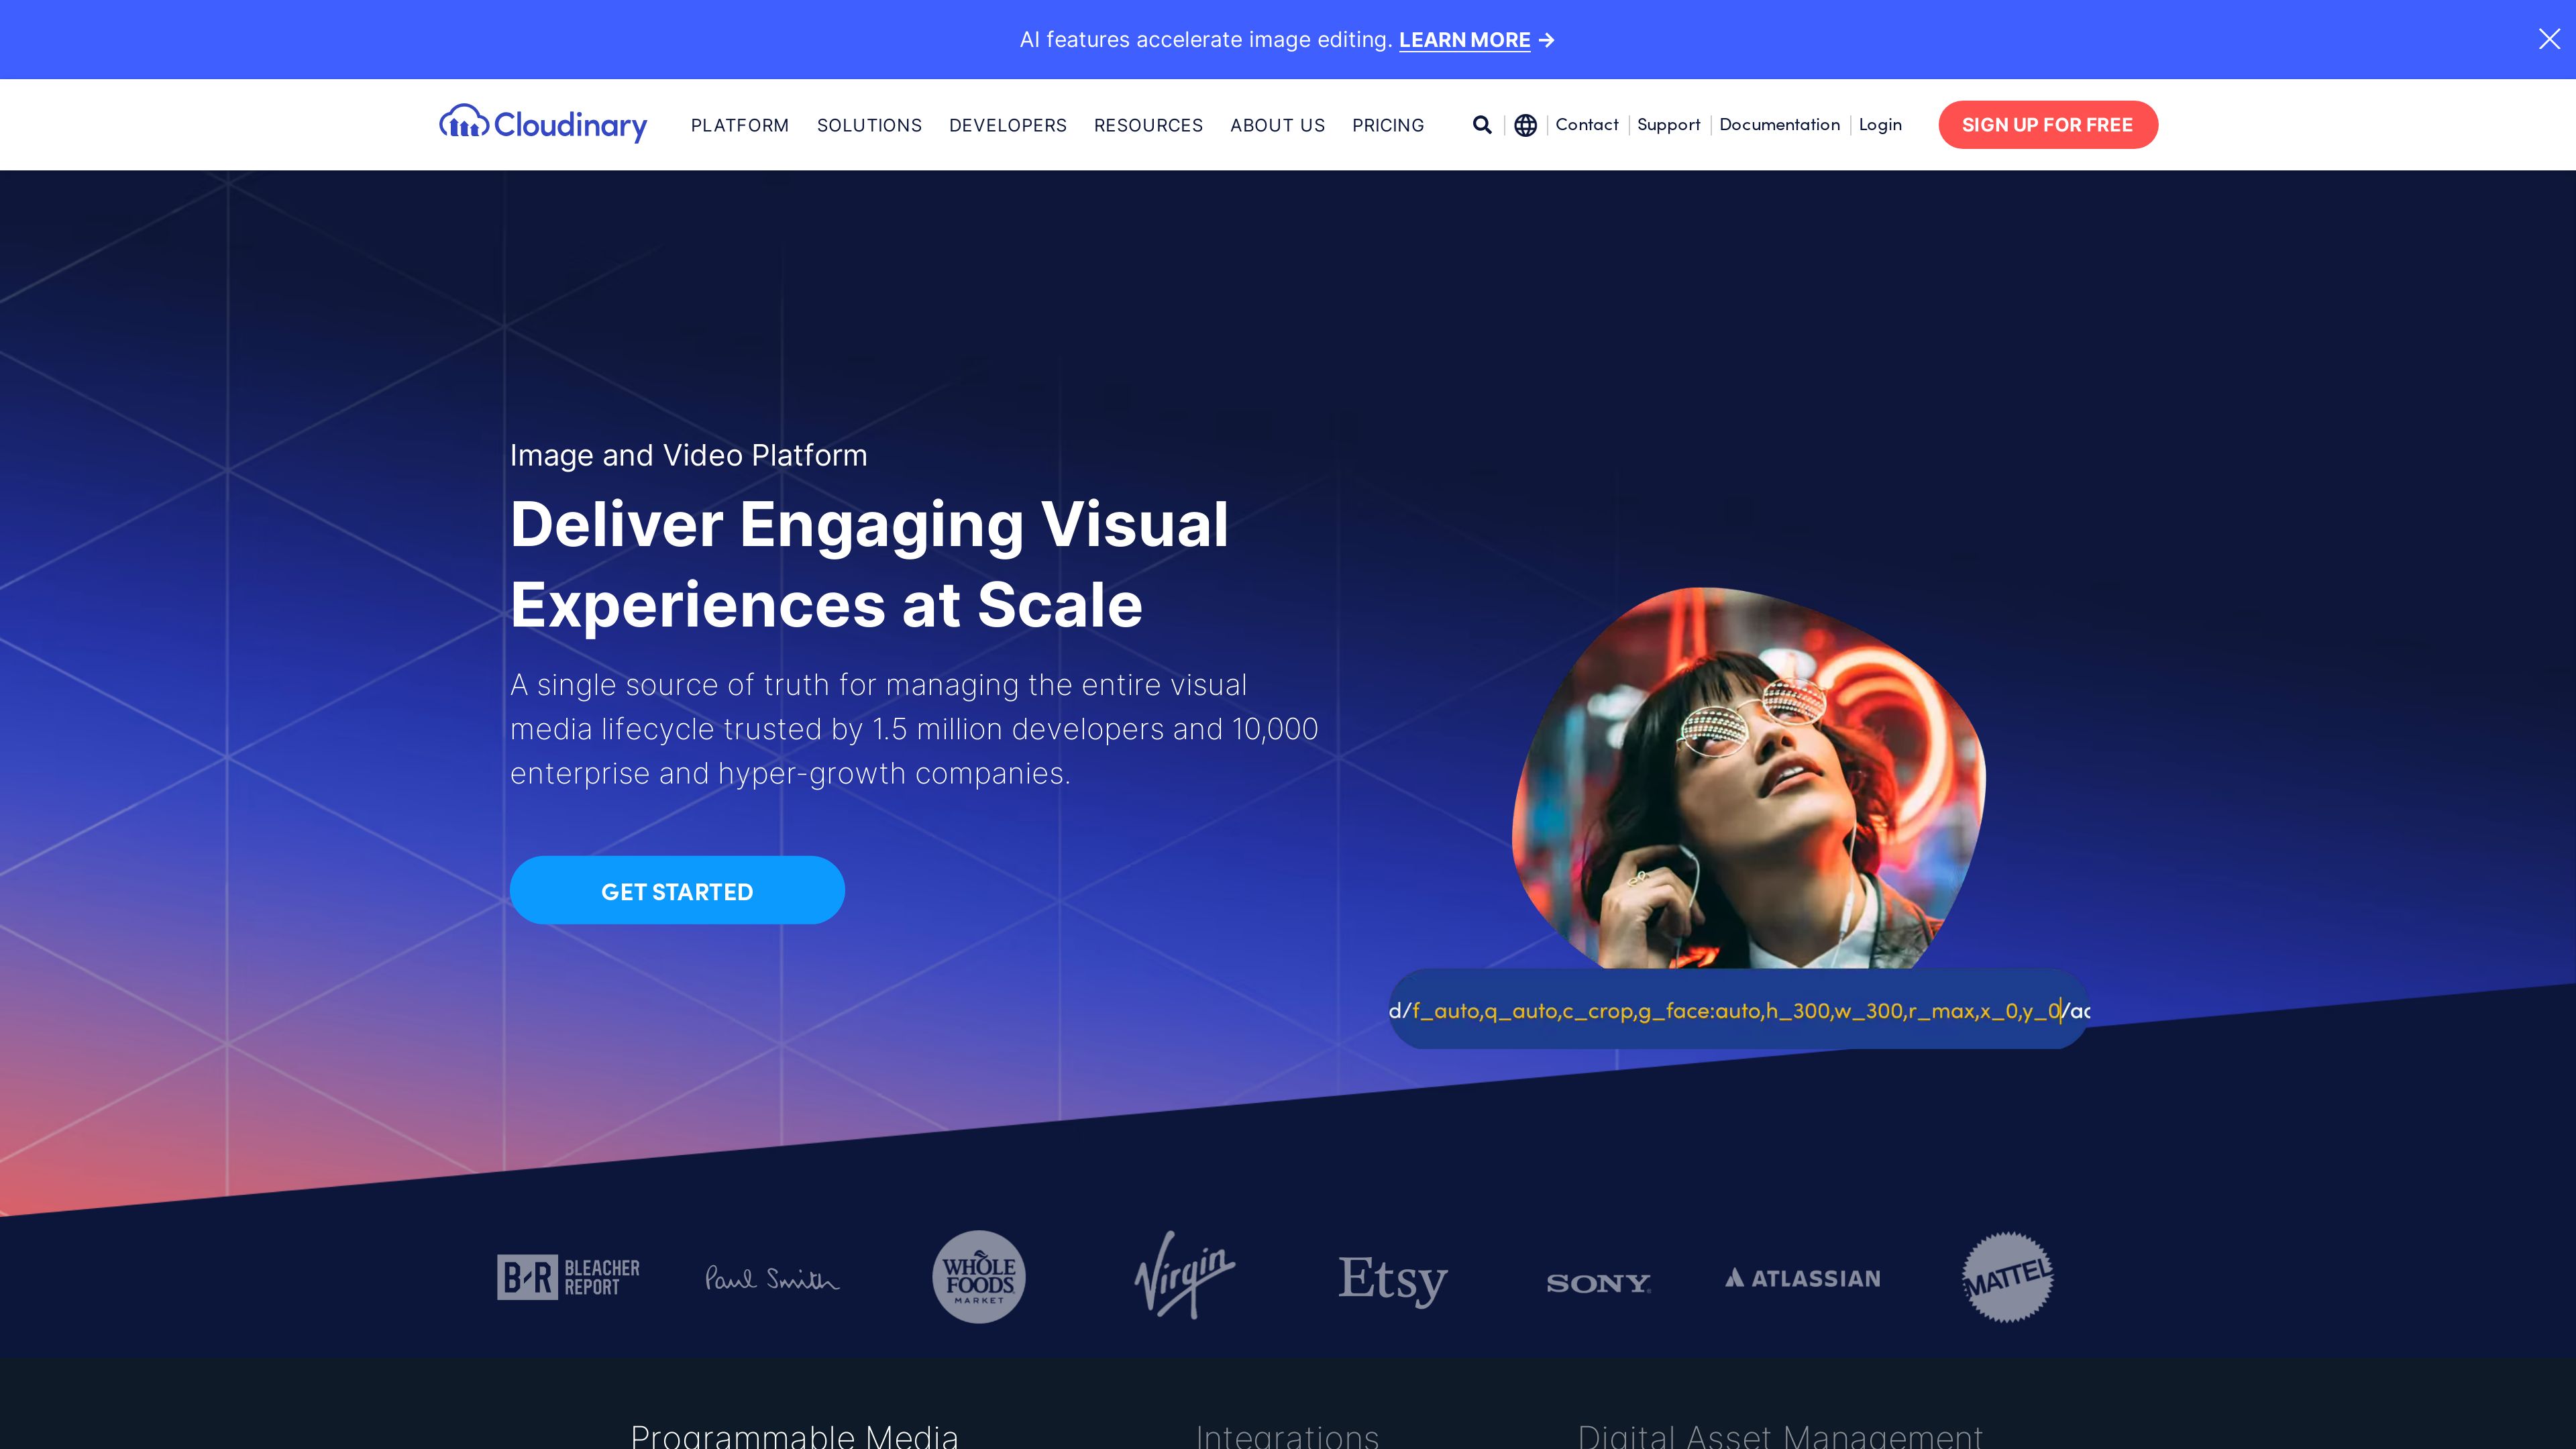 AI features accelerate image editing. LEARN MORE →
Cloudinary
PLATFORM
SOLUTIONS
DEVELOPERS
RESOURCES
ABOUT US
PRICING
Contact
Support
Documentation
Login
SIGN UP FOR FREE
Image and Video Platform
Deliver Engaging Visual
Experiences at Scale
A single source of truth for managing the entire visual
media lifecycle trusted by 1.5 million developers and 10,000
enterprise and hyper-growth companies.
GET STARTED
d/f_auto,q_auto,c_crop,g_face:auto,h_300,w_300,r_max,x_0,y_0/ac
B/R BLEACHER
REPORT
Paul Smith
WHOLE
FOODS
MARKET
Virgin
Etsy
SONY
ATLASSIAN
MATTEL
Programmable Media
Integrations
Digital Asset Management